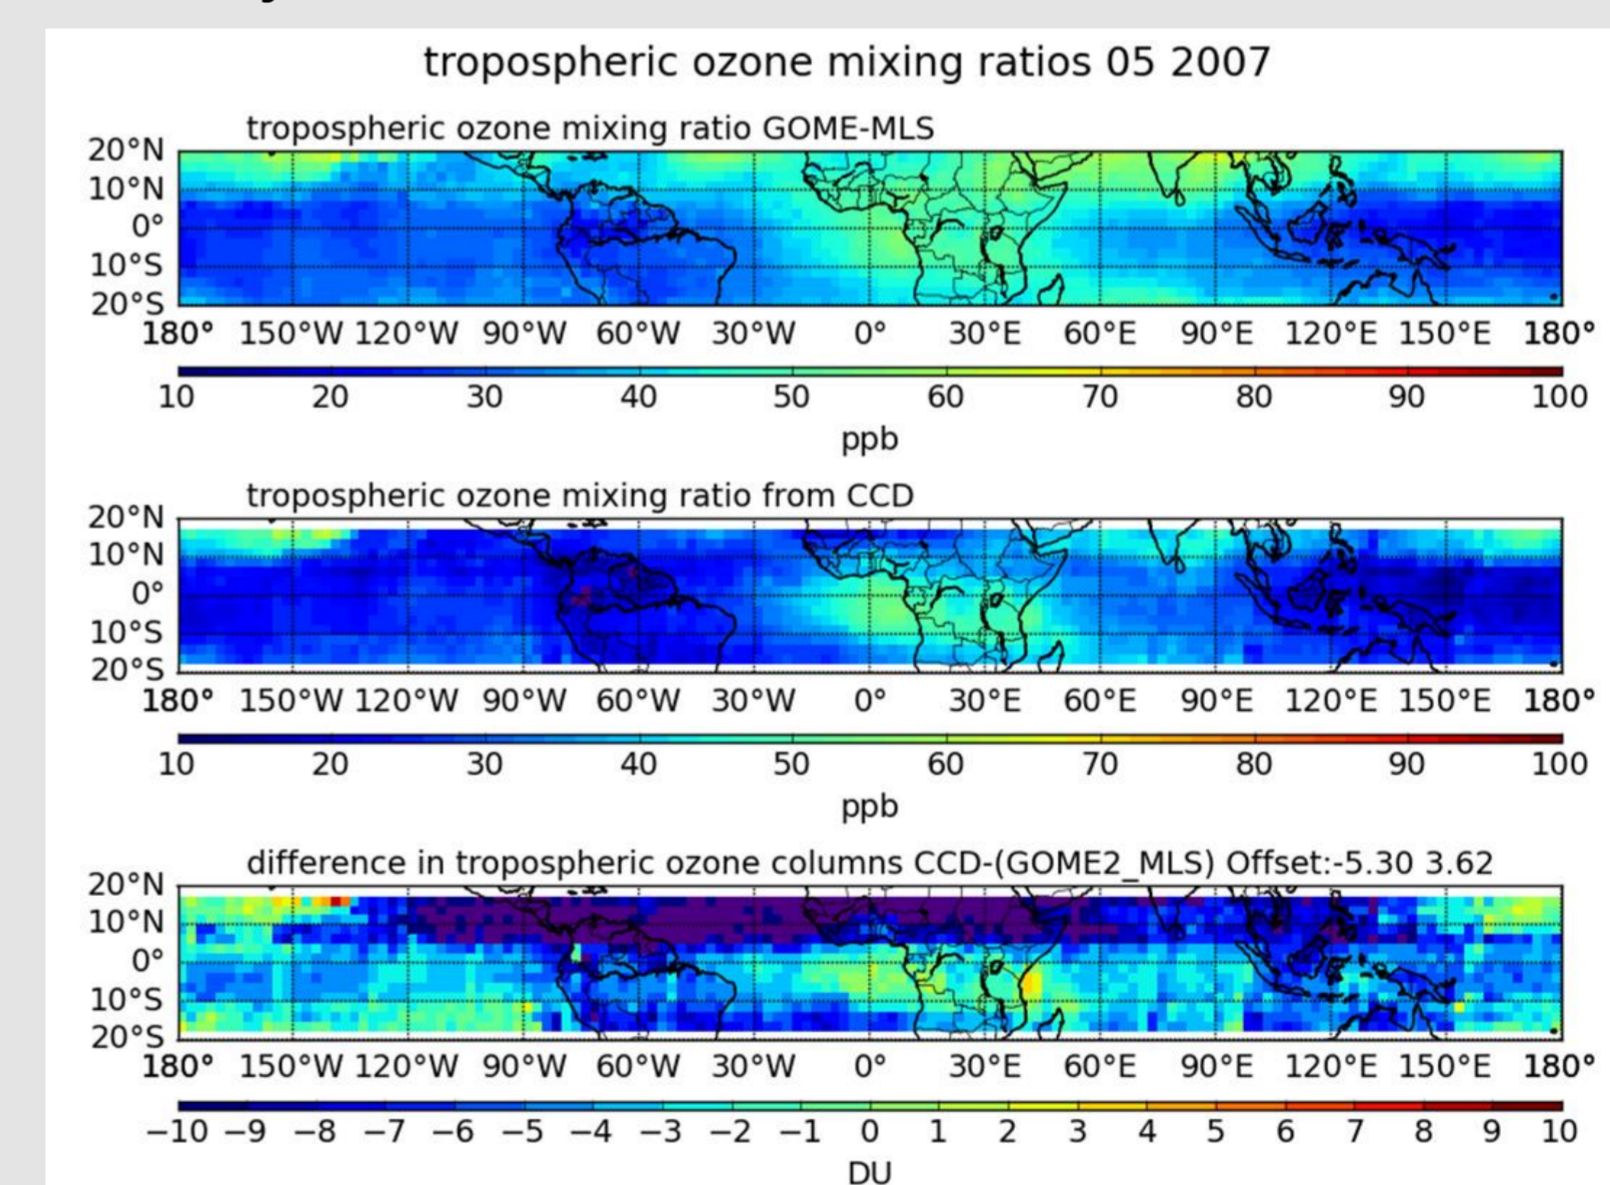 tropospheric ozone mixing ratios 05 2007
tropospheric ozone mixing ratio GOME-MLS
20°N
10°N
0°
10°S
20°S
180° 150°W 120°W 90°W 60°W 30°W 0° 30°E 60°E 90°E 120°E 150°E 180°
10 20 30 40 50 60 70 80 90 100
ppb
tropospheric ozone mixing ratio from CCD
20°N
10°N
0°
10°S
20°S
180° 150°W 120°W 90°W 60°W 30°W 0° 30°E 60°E 90°E 120°E 150°E 180°
10 20 30 40 50 60 70 80 90 100
ppb
difference in tropospheric ozone columns CCD-(GOME2_MLS) Offset:-5.30 3.62
20°N
10°N
0°
10°S
20°S
180° 150°W 120°W 90°W 60°W 30°W 0° 30°E 60°E 90°E 120°E 150°E 180°
−10 −9 −8 −7 −6 −5 −4 −3 −2 −1 0 1 2 3 4 5 6 7 8 9 10
DU